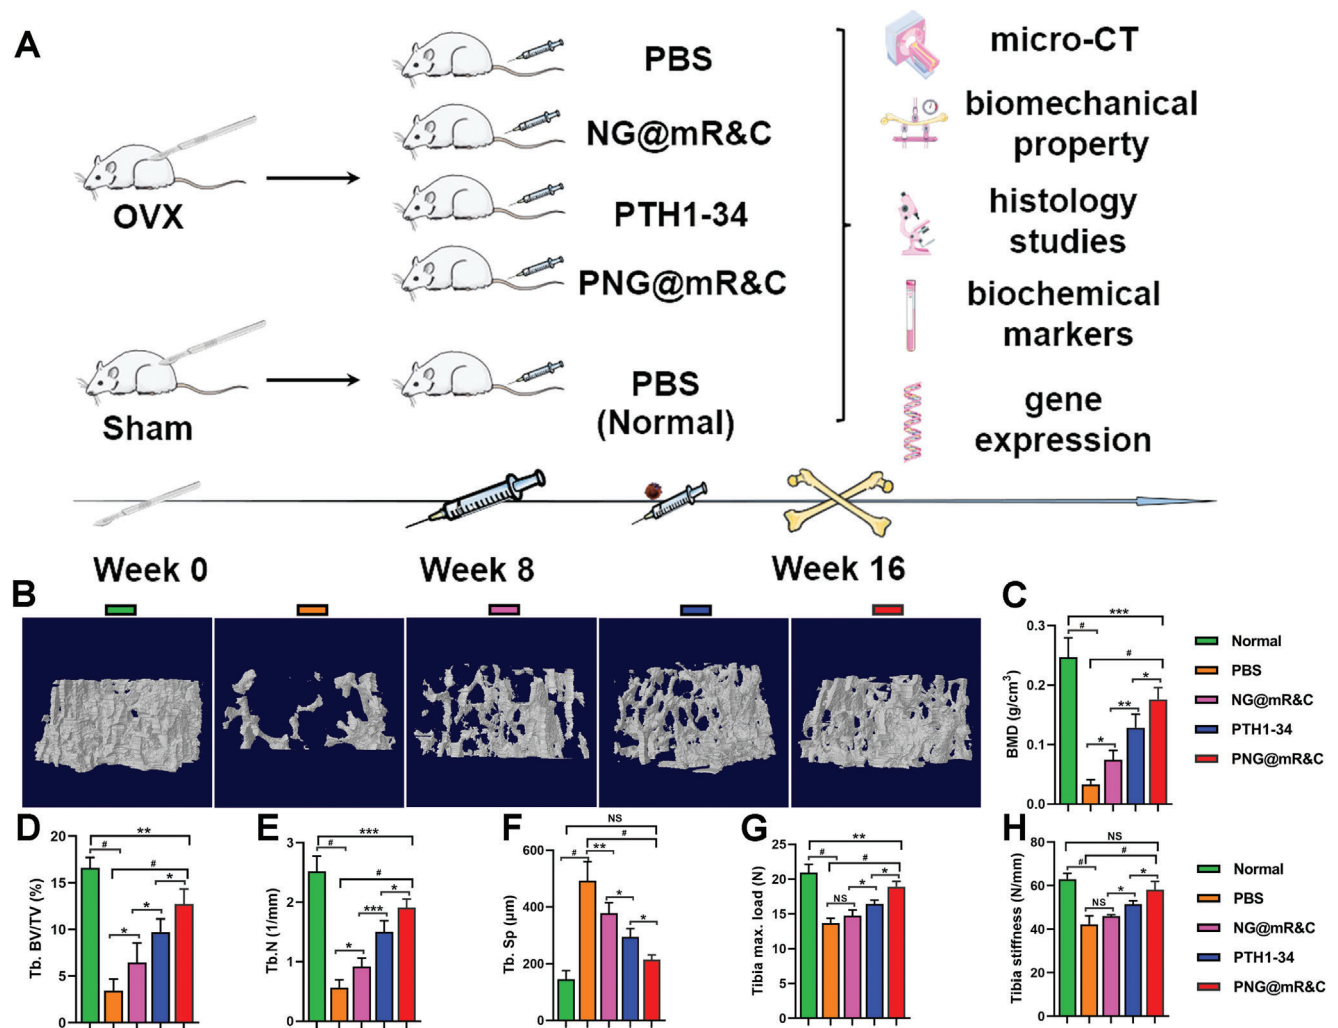 A
OVX
Sham
PBS
NG@mR&C
PTH1-34
PNG@mR&C
PBS
(Normal)
micro-CT
biomechanical
property
histology
studies
biochemical
markers
gene
expression
Week 0
Week 8
Week 16
B
C
BMD (g/cm³)
0.3
0.2
0.1
0.0
***
#
#
*
**
*
Normal
PBS
NG@mR&C
PTH1-34
PNG@mR&C
D
Tb. BV/TV (%)
20
15
10
5
0
**
#
#
*
*
*
E
Tb.N (1/mm)
3
2
1
0
***
#
#
*
***
*
F
Tb. Sp (μm)
600
400
200
0
NS
#
#
**
*
*
G
Tibia max. load (N)
25
20
15
10
5
0
**
#
#
*
*
NS
H
Tibia stiffness (N/mm)
80
60
40
20
0
NS
#
#
*
*
NS
Normal
PBS
NG@mR&C
PTH1-34
PNG@mR&C